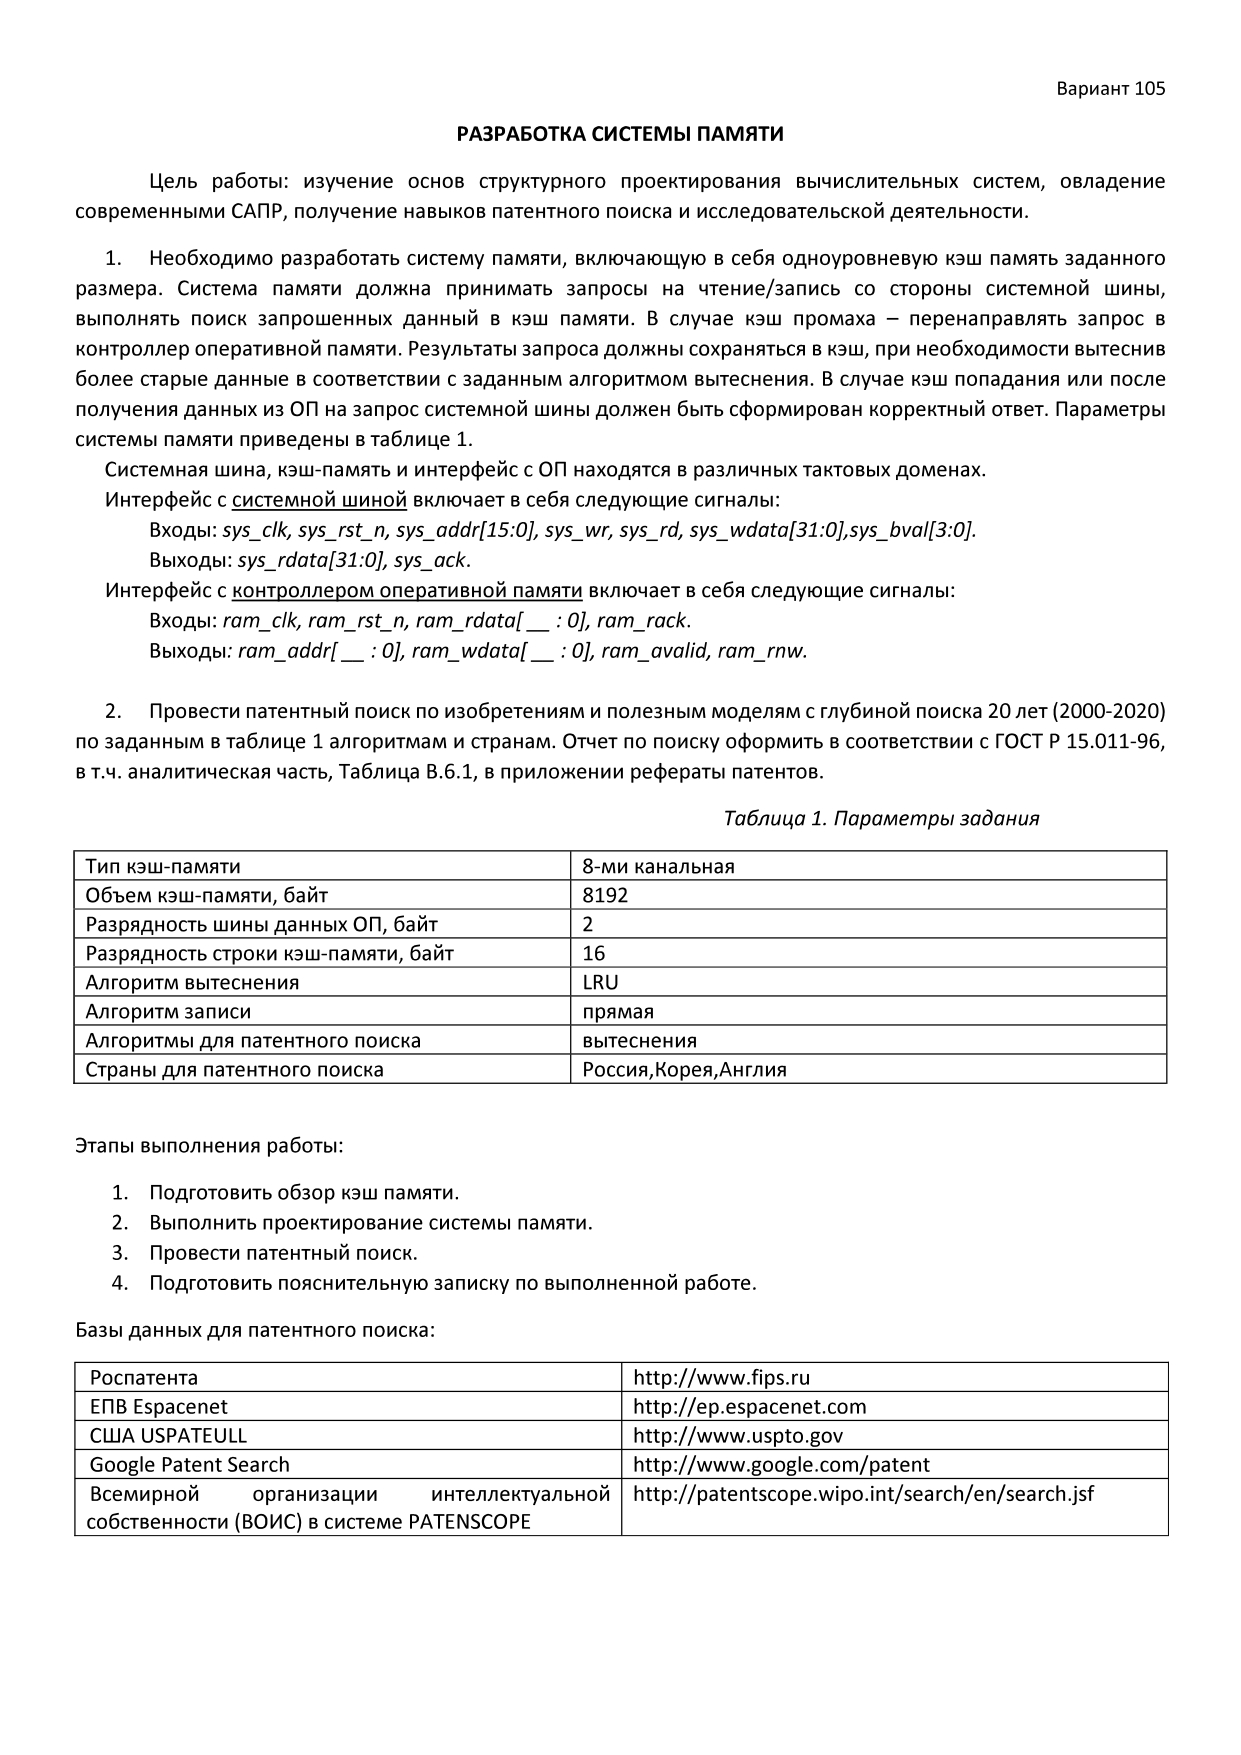 Вариант 105
РАЗРАБОТКА СИСТЕМЫ ПАМЯТИ
Цель работы: изучение основ структурного проектирования вычислительных систем, овладение
современными САПР, получение навыков патентного поиска и исследовательской деятельности.
1. Необходимо разработать систему памяти, включающую в себя одноуровневую кэш память заданного
размера. Система памяти должна принимать запросы на чтение/запись со стороны системной шины,
выполнять поиск запрошенных данный в кэш памяти. В случае кэш промаха – перенаправлять запрос в
контроллер оперативной памяти. Результаты запроса должны сохраняться в кэш, при необходимости вытеснив
более старые данные в соответствии с заданным алгоритмом вытеснения. В случае кэш попадания или после
получения данных из ОП на запрос системной шины должен быть сформирован корректный ответ. Параметры
системы памяти приведены в таблице 1.
Системная шина, кэш-память и интерфейс с ОП находятся в различных тактовых доменах.
Интерфейс с системной шиной включает в себя следующие сигналы:
Входы: sys_clk, sys_rst_n, sys_addr[15:0], sys_wr, sys_rd, sys_wdata[31:0],sys_bval[3:0].
Выходы: sys_rdata[31:0], sys_ack.
Интерфейс с контроллером оперативной памяти включает в себя следующие сигналы:
Входы: ram_clk, ram_rst_n, ram_rdata[ __ : 0], ram_rack.
Выходы: ram_addr[ __ : 0], ram_wdata[ __ : 0], ram_avalid, ram_rnw.
2. Провести патентный поиск по изобретениям и полезным моделям с глубиной поиска 20 лет (2000-2020)
по заданным в таблице 1 алгоритмам и странам. Отчет по поиску оформить в соответствии с ГОСТ Р 15.011-96,
в т.ч. аналитическая часть, Таблица В.6.1, в приложении рефераты патентов.
Таблица 1. Параметры задания
Тип кэш-памяти 8-ми канальная
Объем кэш-памяти, байт 8192
Разрядность шины данных ОП, байт 2
Разрядность строки кэш-памяти, байт 16
Алгоритм вытеснения LRU
Алгоритм записи прямая
Алгоритмы для патентного поиска вытеснения
Страны для патентного поиска Россия,Корея,Англия
Этапы выполнения работы:
1. Подготовить обзор кэш памяти.
2. Выполнить проектирование системы памяти.
3. Провести патентный поиск.
4. Подготовить пояснительную записку по выполненной работе.
Базы данных для патентного поиска:
Роспатента http://www.fips.ru
ЕПВ Espacenet http://ep.espacenet.com
США USPATEULL http://www.uspto.gov
Google Patent Search http://www.google.com/patent
Всемирной организации интеллектуальной http://patentscope.wipo.int/search/en/search.jsf
собственности (ВОИС) в системе PATENSCOPE